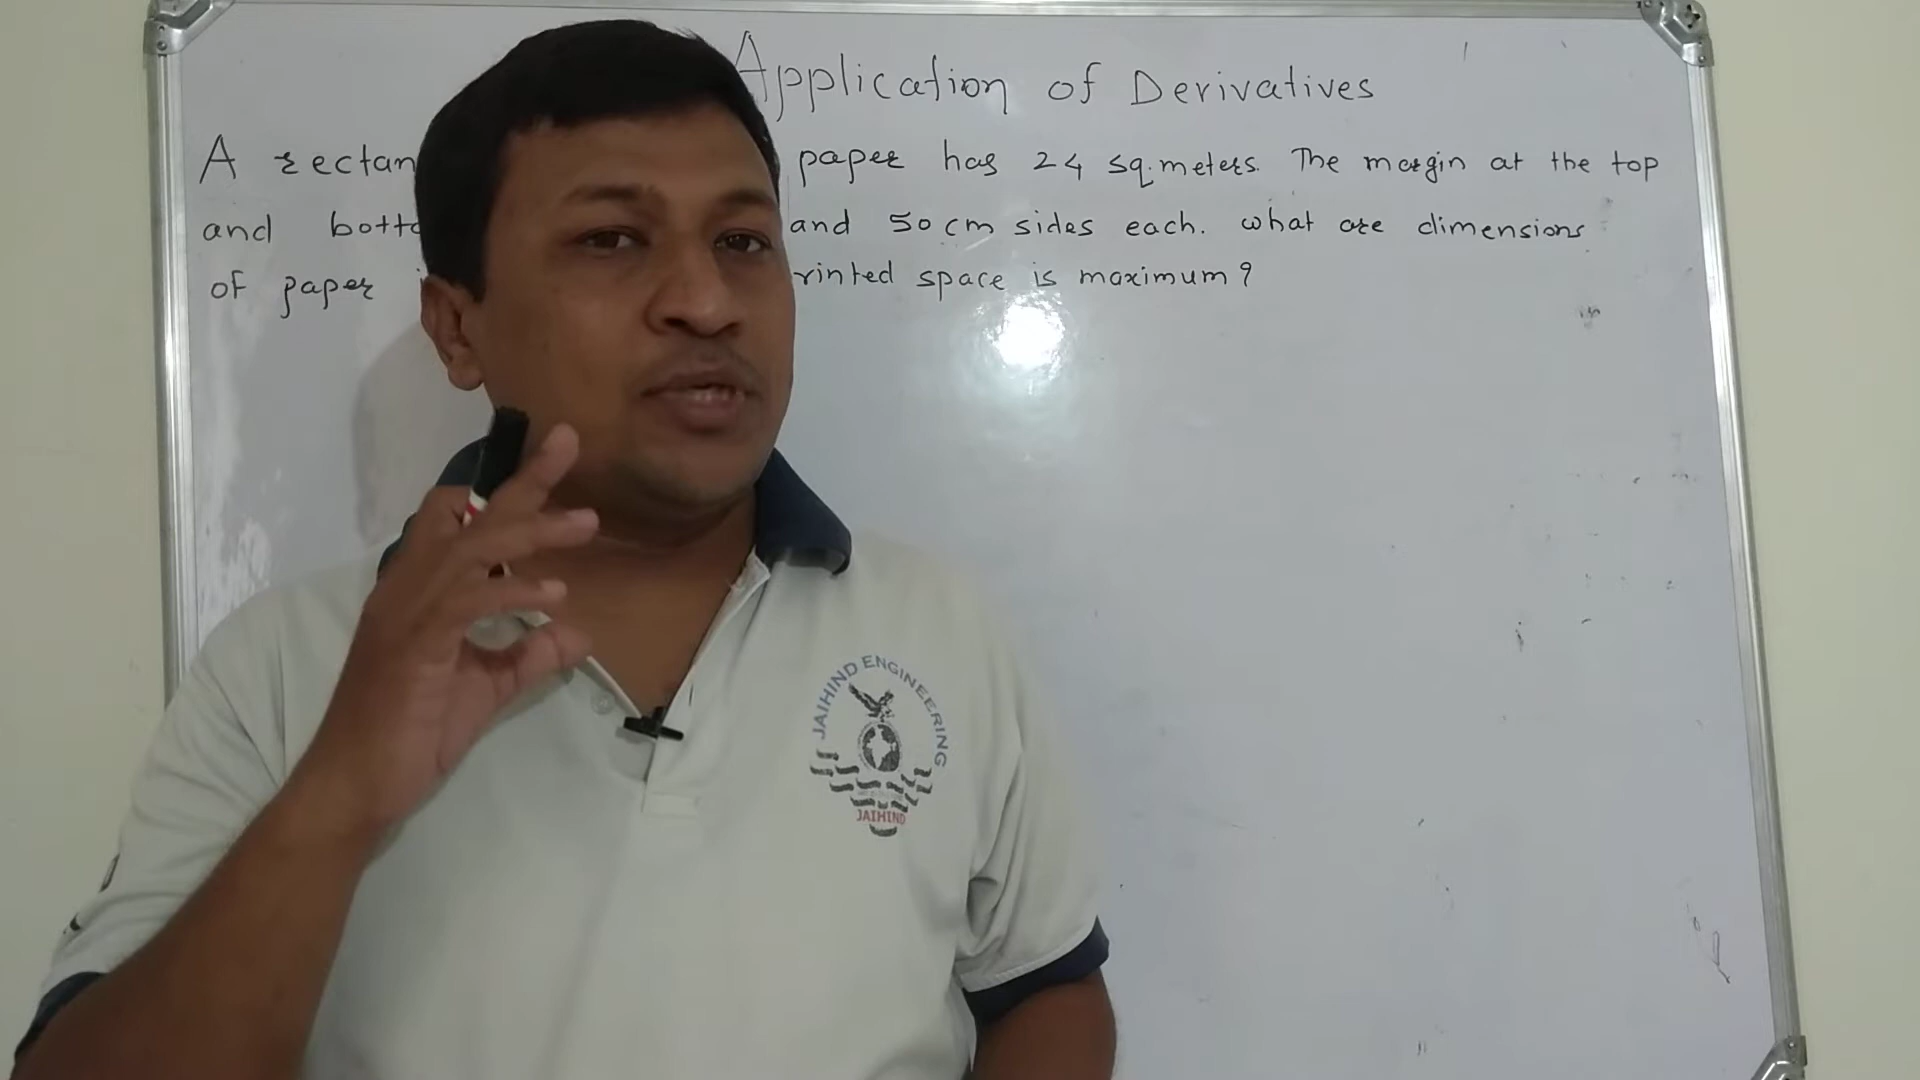 Application of Derivatives
A rectan paper has 24 sq.meters. The margin at the top
and botto and 50 cm sides each. what are dimensions
of paper rinted space is maximum?
JAIHIND ENGINEERING
JAIHIND